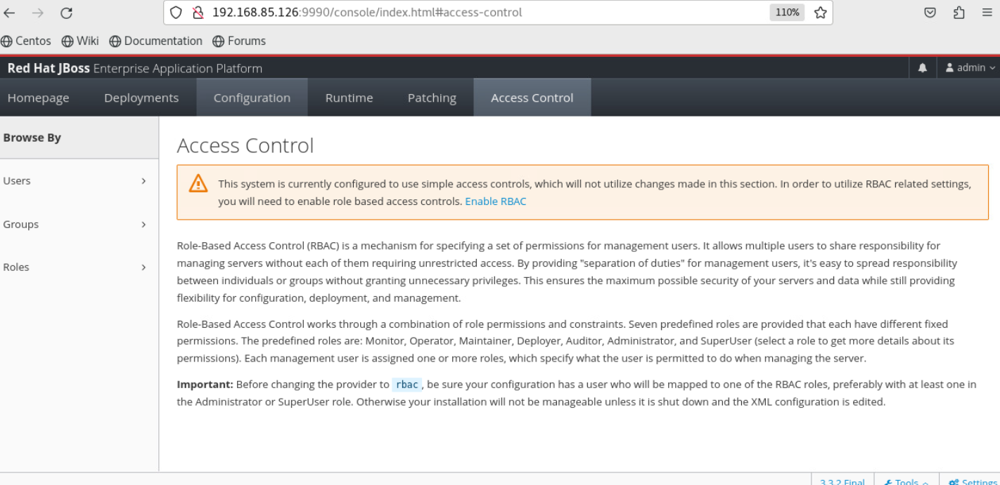 192.168.85.126:9990/console/index.html#access-control
110%
Centos Wiki Documentation Forums
Red Hat JBoss Enterprise Application Platform
admin
Homepage Deployments Configuration Runtime Patching Access Control
Browse By
Users
Groups
Roles
Access Control
This system is currently configured to use simple access controls, which will not utilize changes made in this section. In order to utilize RBAC related settings,
you will need to enable role based access controls. Enable RBAC
Role-Based Access Control (RBAC) is a mechanism for specifying a set of permissions for management users. It allows multiple users to share responsibility for
managing servers without each of them requiring unrestricted access. By providing "separation of duties" for management users, it's easy to spread responsibility
between individuals or groups without granting unnecessary privileges. This ensures the maximum possible security of your servers and data while still providing
flexibility for configuration, deployment, and management.
Role-Based Access Control works through a combination of role permissions and constraints. Seven predefined roles are provided that each have different fixed
permissions. The predefined roles are: Monitor, Operator, Maintainer, Deployer, Auditor, Administrator, and SuperUser (select a role to get more details about its
permissions). Each management user is assigned one or more roles, which specify what the user is permitted to do when managing the server.
Important: Before changing the provider to rbac, be sure your configuration has a user who will be mapped to one of the RBAC roles, preferably with at least one in
the Administrator or SuperUser role. Otherwise your installation will not be manageable unless it is shut down and the XML configuration is edited.
3.3.2.Final Tools Settings